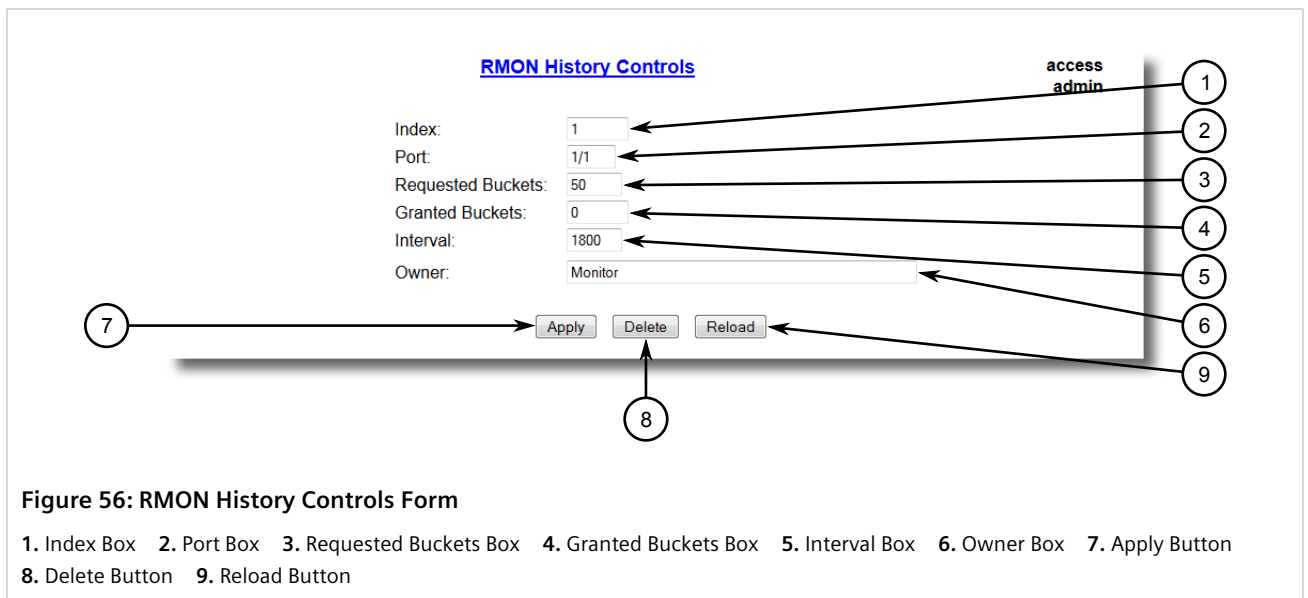 RMON History Controls
access
admin
1
Index: 1
2
Port: 1/1
Requested Buckets: 50
3
Granted Buckets: 0
4
Interval: 1800
5
Owner: Monitor
6
7
Apply Delete Reload
9
8
Figure 56: RMON History Controls Form
1. Index Box 2. Port Box 3. Requested Buckets Box 4. Granted Buckets Box 5. Interval Box 6. Owner Box 7. Apply Button
8. Delete Button 9. Reload Button